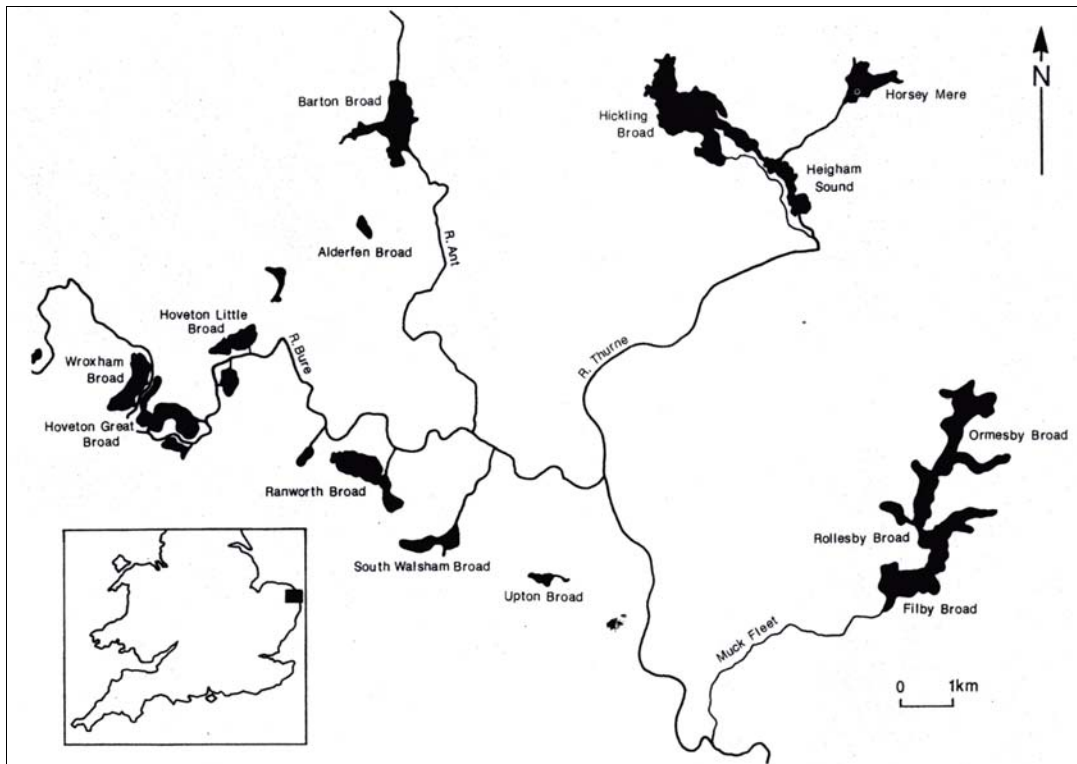 N
Barton Broad
Hickling
Broad
Horsey Mere
Heigham
Sound
Alderfen Broad
R. Ant
Hoveton Little
Broad
R. Bure
Wroxham
Broad
R. Thurne
Hoveton Great
Broad
Ormesby Broad
Ranworth Broad
Rollesby Broad
South Walsham Broad
Upton Broad
Filby Broad
Muck Fleet
0 1km